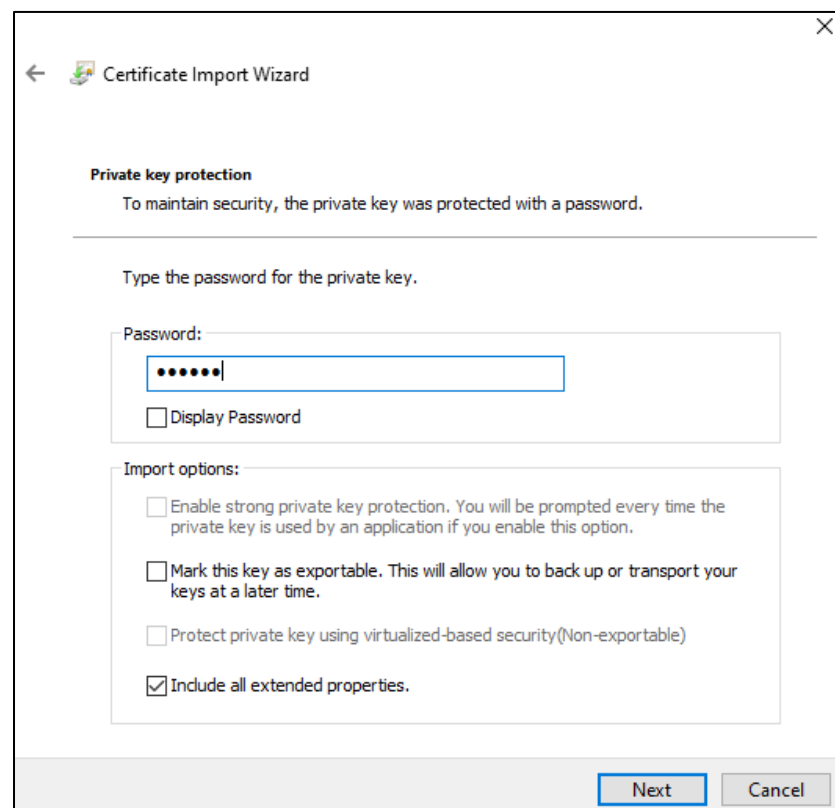 Certificate Import Wizard
Private key protection
To maintain security, the private key was protected with a password.
Type the password for the private key.
Password:
••••••
Display Password
Import options:
Enable strong private key protection. You will be prompted every time the
private key is used by an application if you enable this option.
Mark this key as exportable. This will allow you to back up or transport your
keys at a later time.
Protect private key using virtualized-based security(Non-exportable)
Include all extended properties.
Next
Cancel